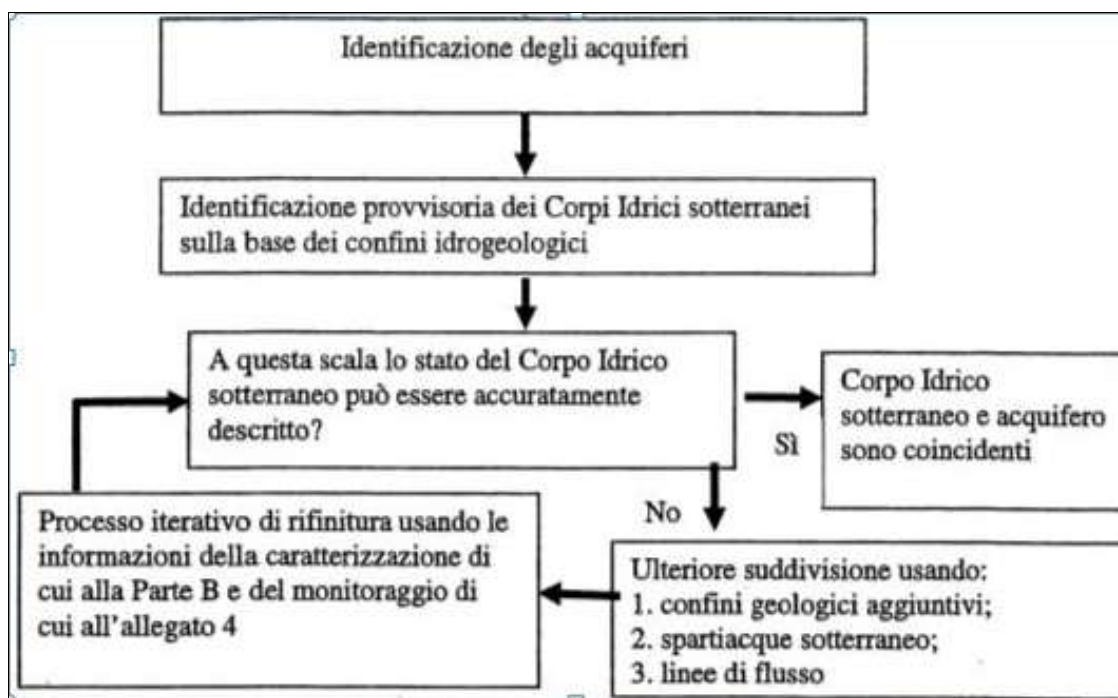 Identificazione degli acquiferi
Identificazione provvisoria dei Corpi Idrici sotterranei
sulla base dei confini idrogeologici
A questa scala lo stato del Corpo Idrico
sotterraneo può essere accuratamente
descritto?
Sì
Corpo Idrico
sotterraneo e acquifero
sono coincidenti
No
Ulteriore suddivisione usando:
1. confini geologici aggiuntivi;
2. spartiacque sotterraneo;
3. linee di flusso
Processo iterativo di rifinitura usando le
informazioni della caratterizzazione di
cui alla Parte B e del monitoraggio di
cui all'allegato 4